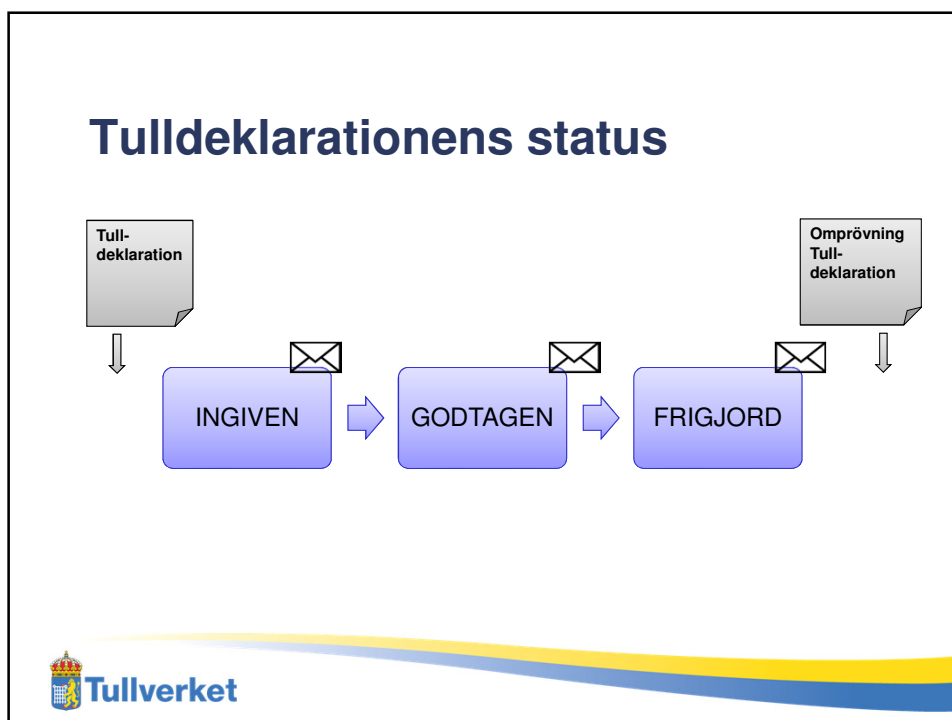 Tulldeklarationens status
Tull-
deklaration
Omprövning
Tull-
deklaration
INGIVEN
GODTAGEN
FRIGJORD
Tullverket